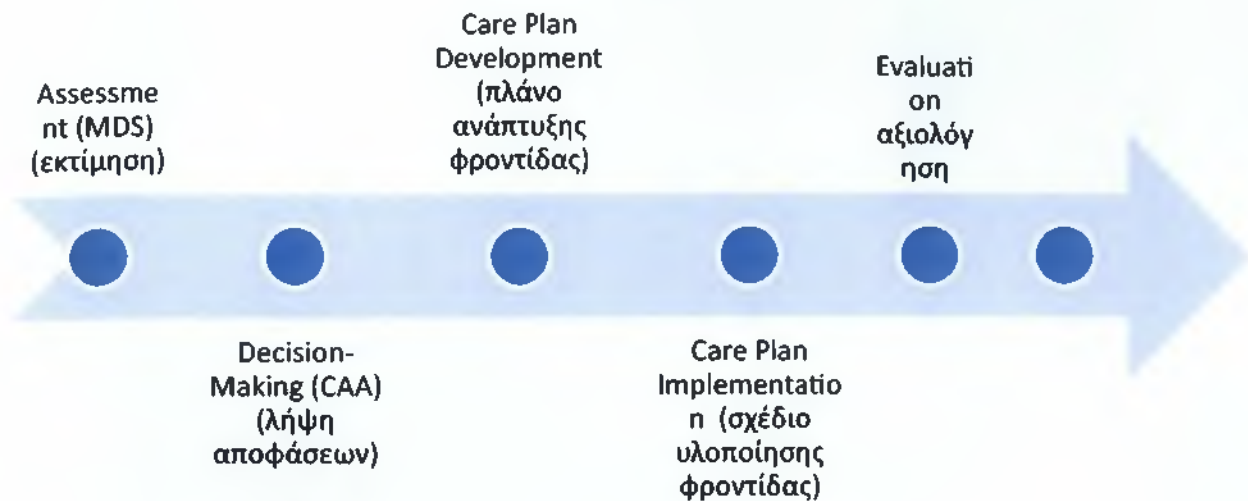 Assessme
nt (MDS)
(εκτίμηση)
Decision-
Making (CAA)
(λήψη
αποφάσεων)
Care Plan
Development
(πλάνο
ανάπτυξης
φροντίδας)
Care Plan
Implementatio
n (σχέδιο
υλοποίησης
φροντίδας)
Evaluati
on
αξιολόγ
ηση